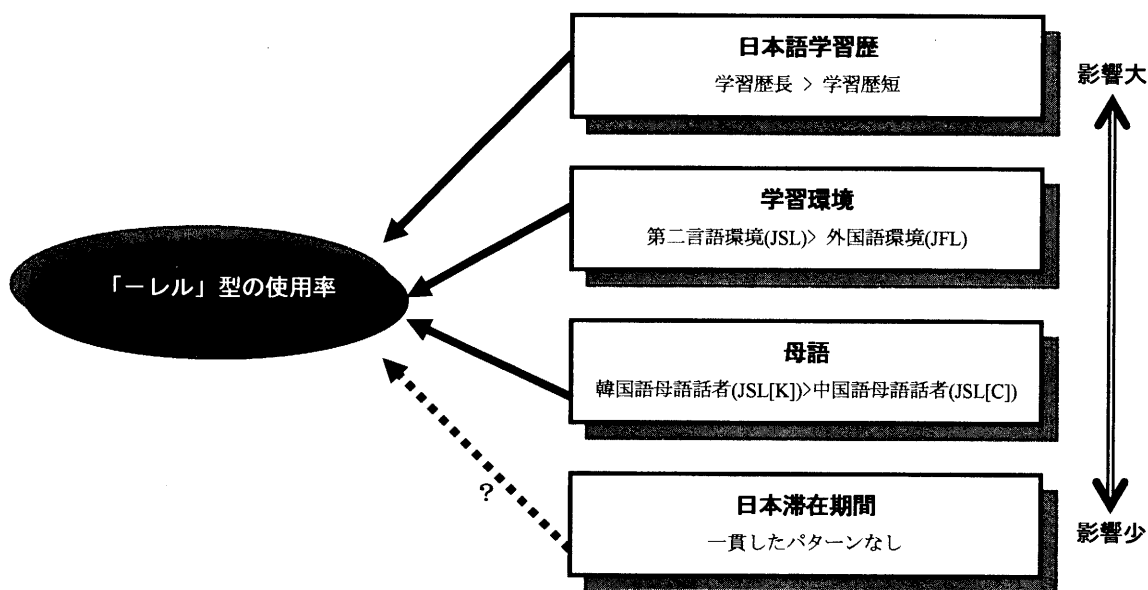 日本語学習歴
学習歴長 > 学習歴短
影響大
学習環境
第二言語環境(JSL)> 外国語環境(JFL)
「－レル」型の使用率
母語
韓国語母語話者(JSL[K])>中国語母語話者(JSL[C])
?
日本滞在期間
一貫したパターンなし
影響少